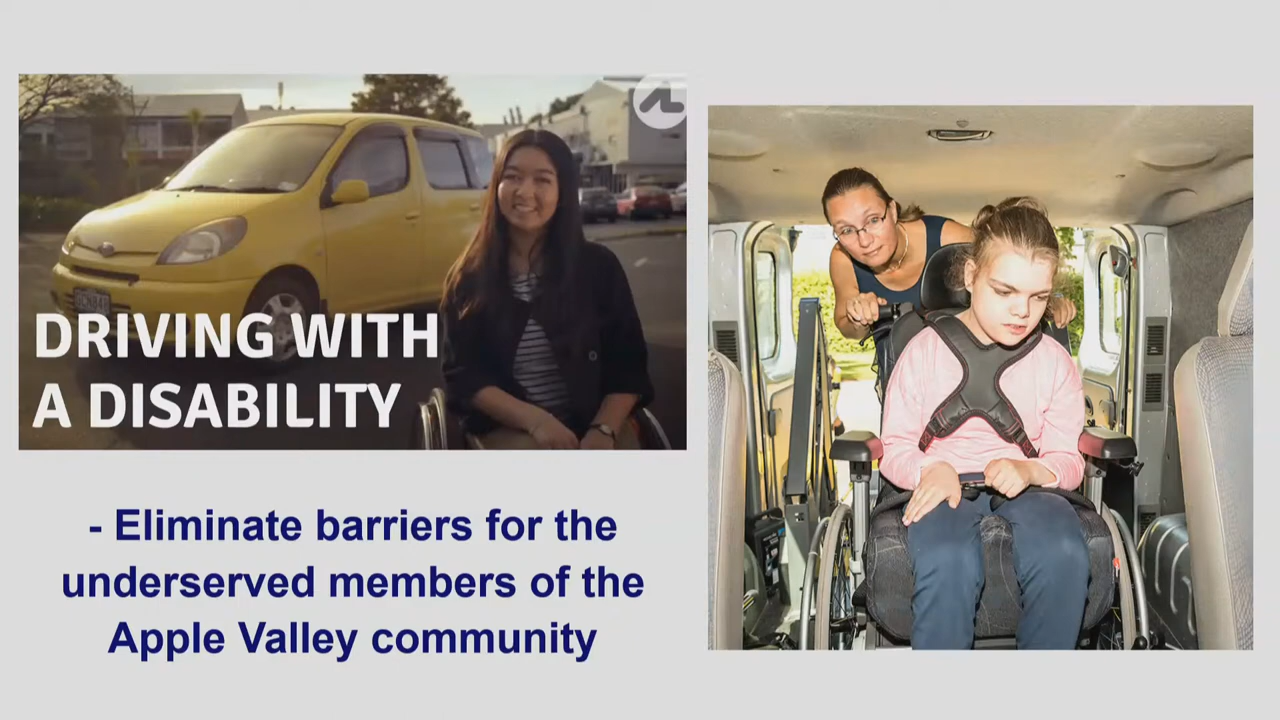 DRIVING WITH
A DISABILITY
- Eliminate barriers for the
underserved members of the
Apple Valley community